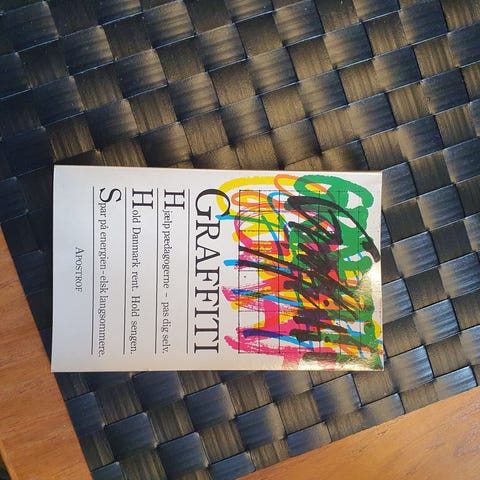 GRAFFITI
Hjælp pædagogerne – pas dig selv.
Hold Danmark rent. Hold sengen.
Spar på energien - elsk langsommere.
APOSTROF